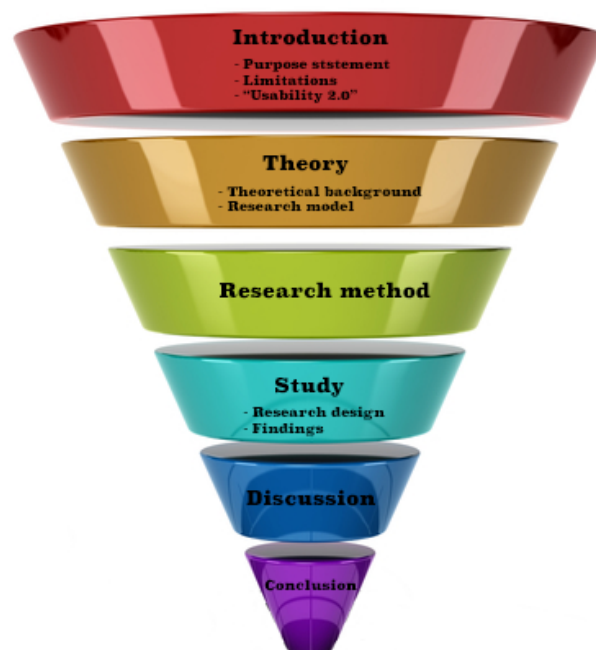 Introduction
- Purpose ststement
- Limitations
- “Usability 2.0”
Theory
- Theoretical background
- Research model
Research method
Study
- Research design
- Findings
Discussion
Conclusion